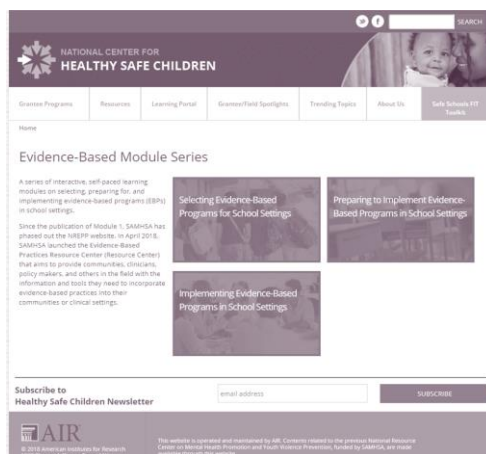 SEARCH
NATIONAL CENTER FOR
HEALTHY SAFE CHILDREN
Grantee Programs
Resources
Learning Portal
Grantee/Field Spotlights
Trending Topics
About Us
Safe Schools FIT
Toolkit
Home
Evidence-Based Module Series
A series of interactive, self-paced learning
modules on selecting, preparing for, and
implementing evidence-based programs (EBPs)
in school settings.
Since the publication of Module 1, SAMHSA has
phased out the NREPP website. In April 2018,
SAMHSA launched the Evidence-Based
Practices Resource Center (Resource Center)
that aims to provide communities, clinicians,
policy makers, and others in the field with the
information and tools they need to incorporate
evidence-based practices into their
communities or clinical settings.
Selecting Evidence-Based
Programs for School Settings
Preparing to Implement Evidence-
Based Programs in School Settings
Implementing Evidence-Based
Programs in School Settings
Subscribe to
Healthy Safe Children Newsletter
email address
SUBSCRIBE
AIR
American Institutes for Research
This website is operated and maintained by AIR. Contents related to the previous National Resource
Center on Mental Health Promotion and Youth Violence Prevention, funded by SAMHSA, are made
available through this website.